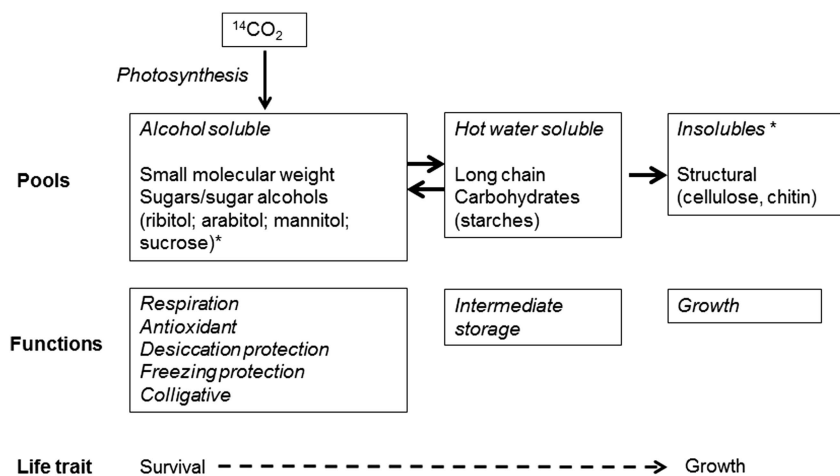 ¹⁴CO₂
Photosynthesis
Pools
Alcohol soluble
Small molecular weight
Sugars/sugar alcohols
(ribitol; arabitol; mannitol;
sucrose)*
Hot water soluble
Long chain
Carbohydrates
(starches)
Insolubles *
Structural
(cellulose, chitin)
Functions
Respiration
Antioxidant
Desiccation protection
Freezing protection
Colligative
Intermediate
storage
Growth
Life trait Survival Growth